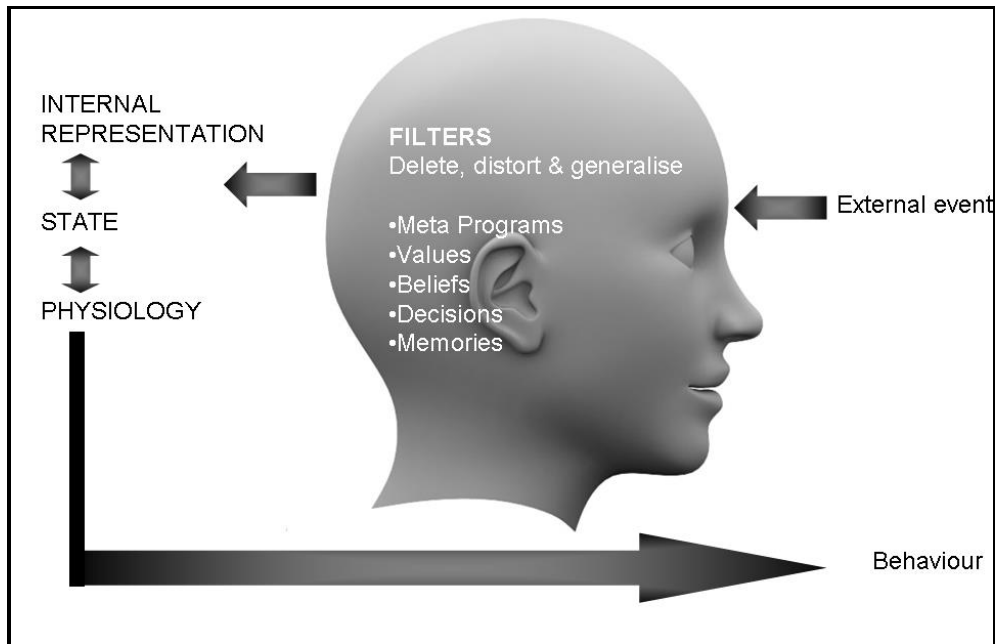 INTERNAL
REPRESENTATION
STATE
PHYSIOLOGY
FILTERS
Delete, distort & generalise
•Meta Programs
•Values
•Beliefs
•Decisions
•Memories
External event
Behaviour